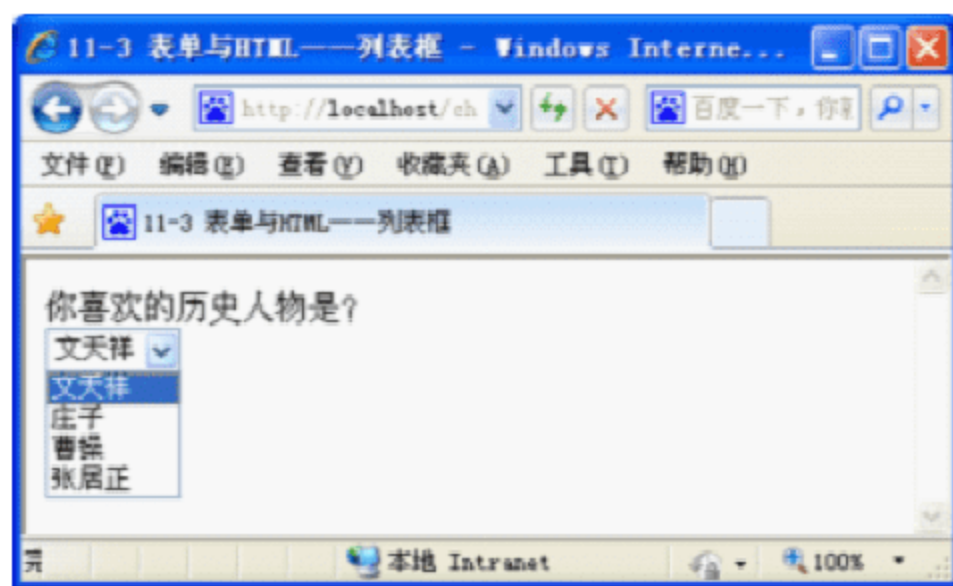 11-3 表单与HTML——列表框 - Windows Interne...
http://localhost/ch 百度一下，你
文件(F) 编辑(E) 查看(V) 收藏夹(A) 工具(T) 帮助(H)
11-3 表单与HTML——列表框
你喜欢的历史人物是?
文天祥
文天祥
庄子
曹操
张居正
完 本地 Intranet 100%